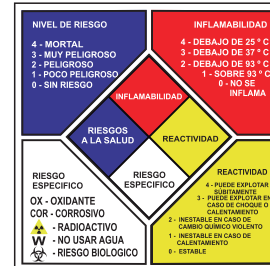 NIVEL DE RIESGO
4 - MORTAL
3 - MUY PELIGROSO
2 - PELIGROSO
1 - POCO PELIGROSO
0 - SIN RIESGO
INFLAMABILIDAD
4 - DEBAJO DE 25 º C
3 - DEBAJO DE 37 º C
2 - DEBAJO DE 93 º C
1 - SOBRE 93 º C
0 - NO SE
INFLAMA
INFLAMABILIDAD
RIESGOS
A LA SALUD
REACTIVIDAD
RIESGO
ESPECIFICO
RIESGO
ESPECIFICO
OX - OXIDANTE
COR - CORROSIVO
- RADIOACTIVO
W - NO USAR AGUA
- RIESGO BIOLOGICO
REACTIVIDAD
4 - PUEDE EXPLOTAR
SÚBITAMENTE
3 - PUEDE EXPLOTAR EN
CASO DE CHOQUE O
CALENTAMIENTO
2 - INESTABLE EN CASO DE
CAMBIO QUÍMICO VIOLENTO
1 - INESTABLE EN CASO DE
CALENTAMIENTO
0 - ESTABLE